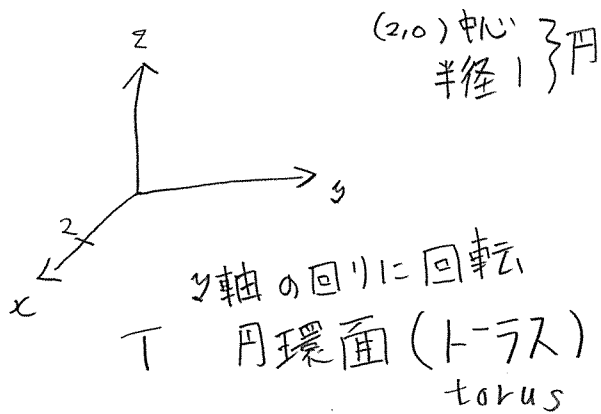 z
(2,0)中心
半径1 } 円
y
2
x
y軸の回りに回転
T 円環面(トーラス)
torus